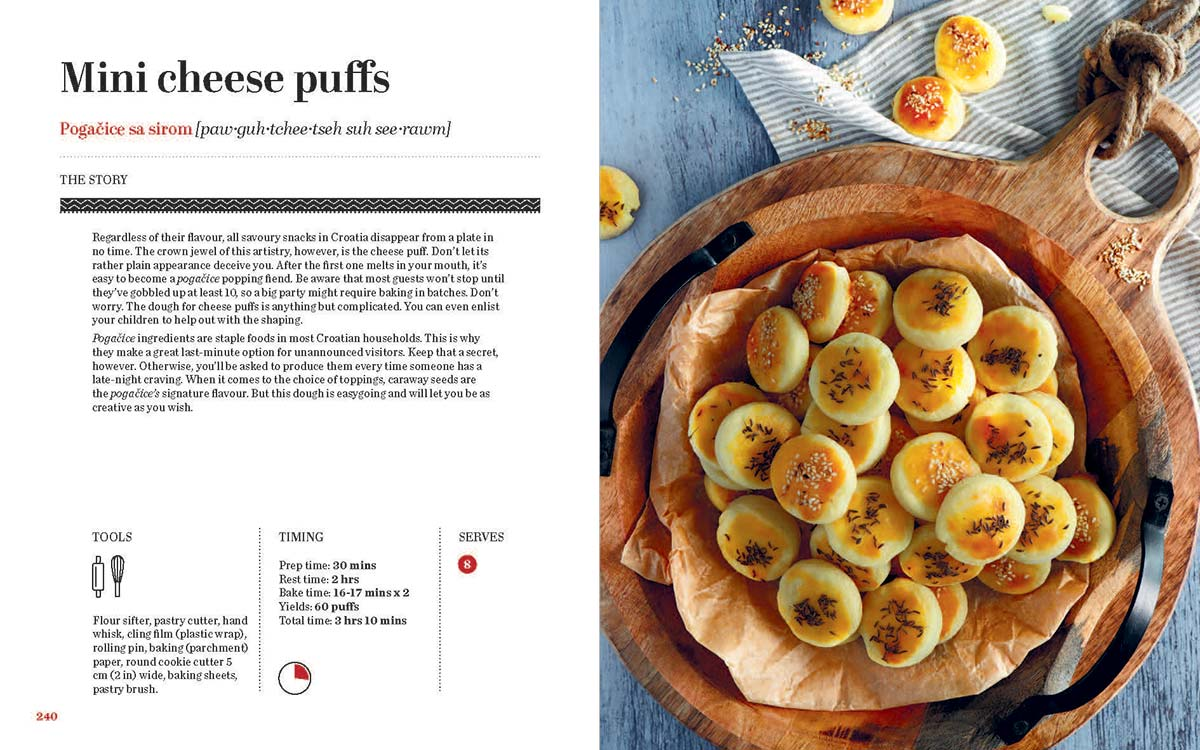 Mini cheese puffs
Pogačice sa sirom [paw·guh·tchee·tseh suh see·rawm]
THE STORY
Regardless of their flavour, all savoury snacks in Croatia disappear from a plate in
no time. The crown jewel of this artistry, however, is the cheese puff. Don't let its
rather plain appearance deceive you. After the first one melts in your mouth, it's
easy to become a pogačice popping fiend. Be aware that most guests won't stop until
they've gobbled up at least 10, so a big party might require baking in batches. Don't
worry. The dough for cheese puffs is anything but complicated. You can even enlist
your children to help out with the shaping.
Pogačice ingredients are staple foods in most Croatian households. This is why
they make a great last-minute option for unannounced visitors. Keep that a secret,
however. Otherwise, you'll be asked to produce them every time someone has a
late-night craving. When it comes to the choice of toppings, caraway seeds are
the pogačice's signature flavour. But this dough is easygoing and will let you be as
creative as you wish.
TOOLS
Flour sifter, pastry cutter, hand
whisk, cling film (plastic wrap),
rolling pin, baking (parchment)
paper, round cookie cutter 5
cm (2 in) wide, baking sheets,
pastry brush.
TIMING
Prep time: 30 mins
Rest time: 2 hrs
Bake time: 16-17 mins x 2
Yields: 60 puffs
Total time: 3 hrs 10 mins
SERVES
8
240